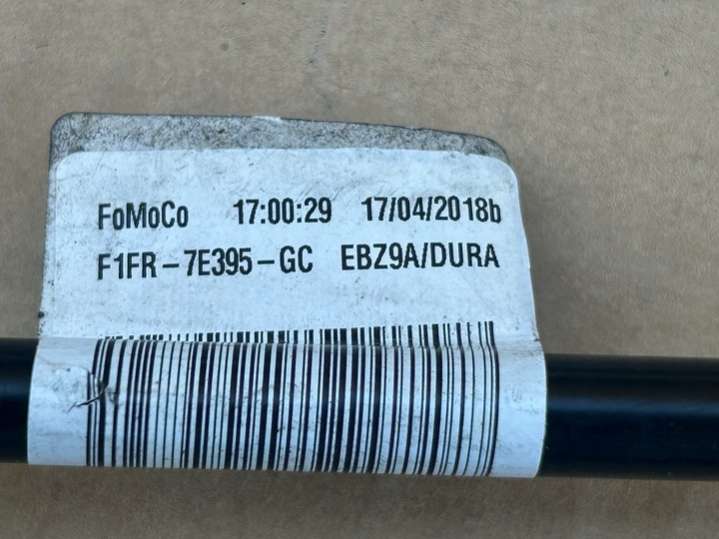 FoMoCo 17:00:29 17/04/2018b
F1FR-7E395-GC EBZ9A/DURA